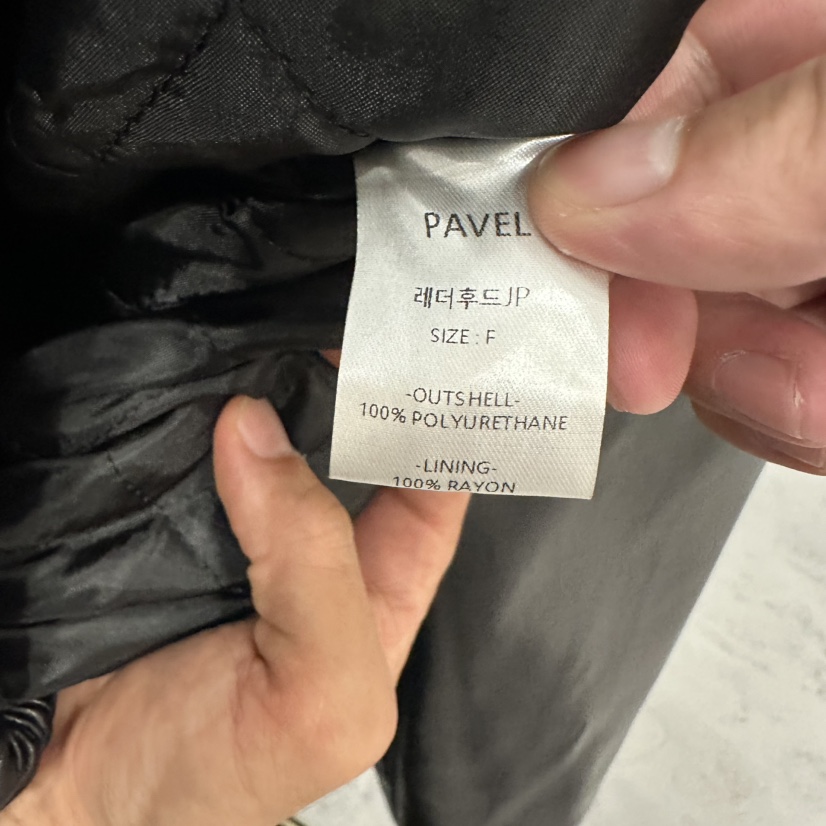 PAVEL
레더후드JP
SIZE : F
-OUTSHELL-
100% POLYURETHANE
-LINING-
100% RAYON